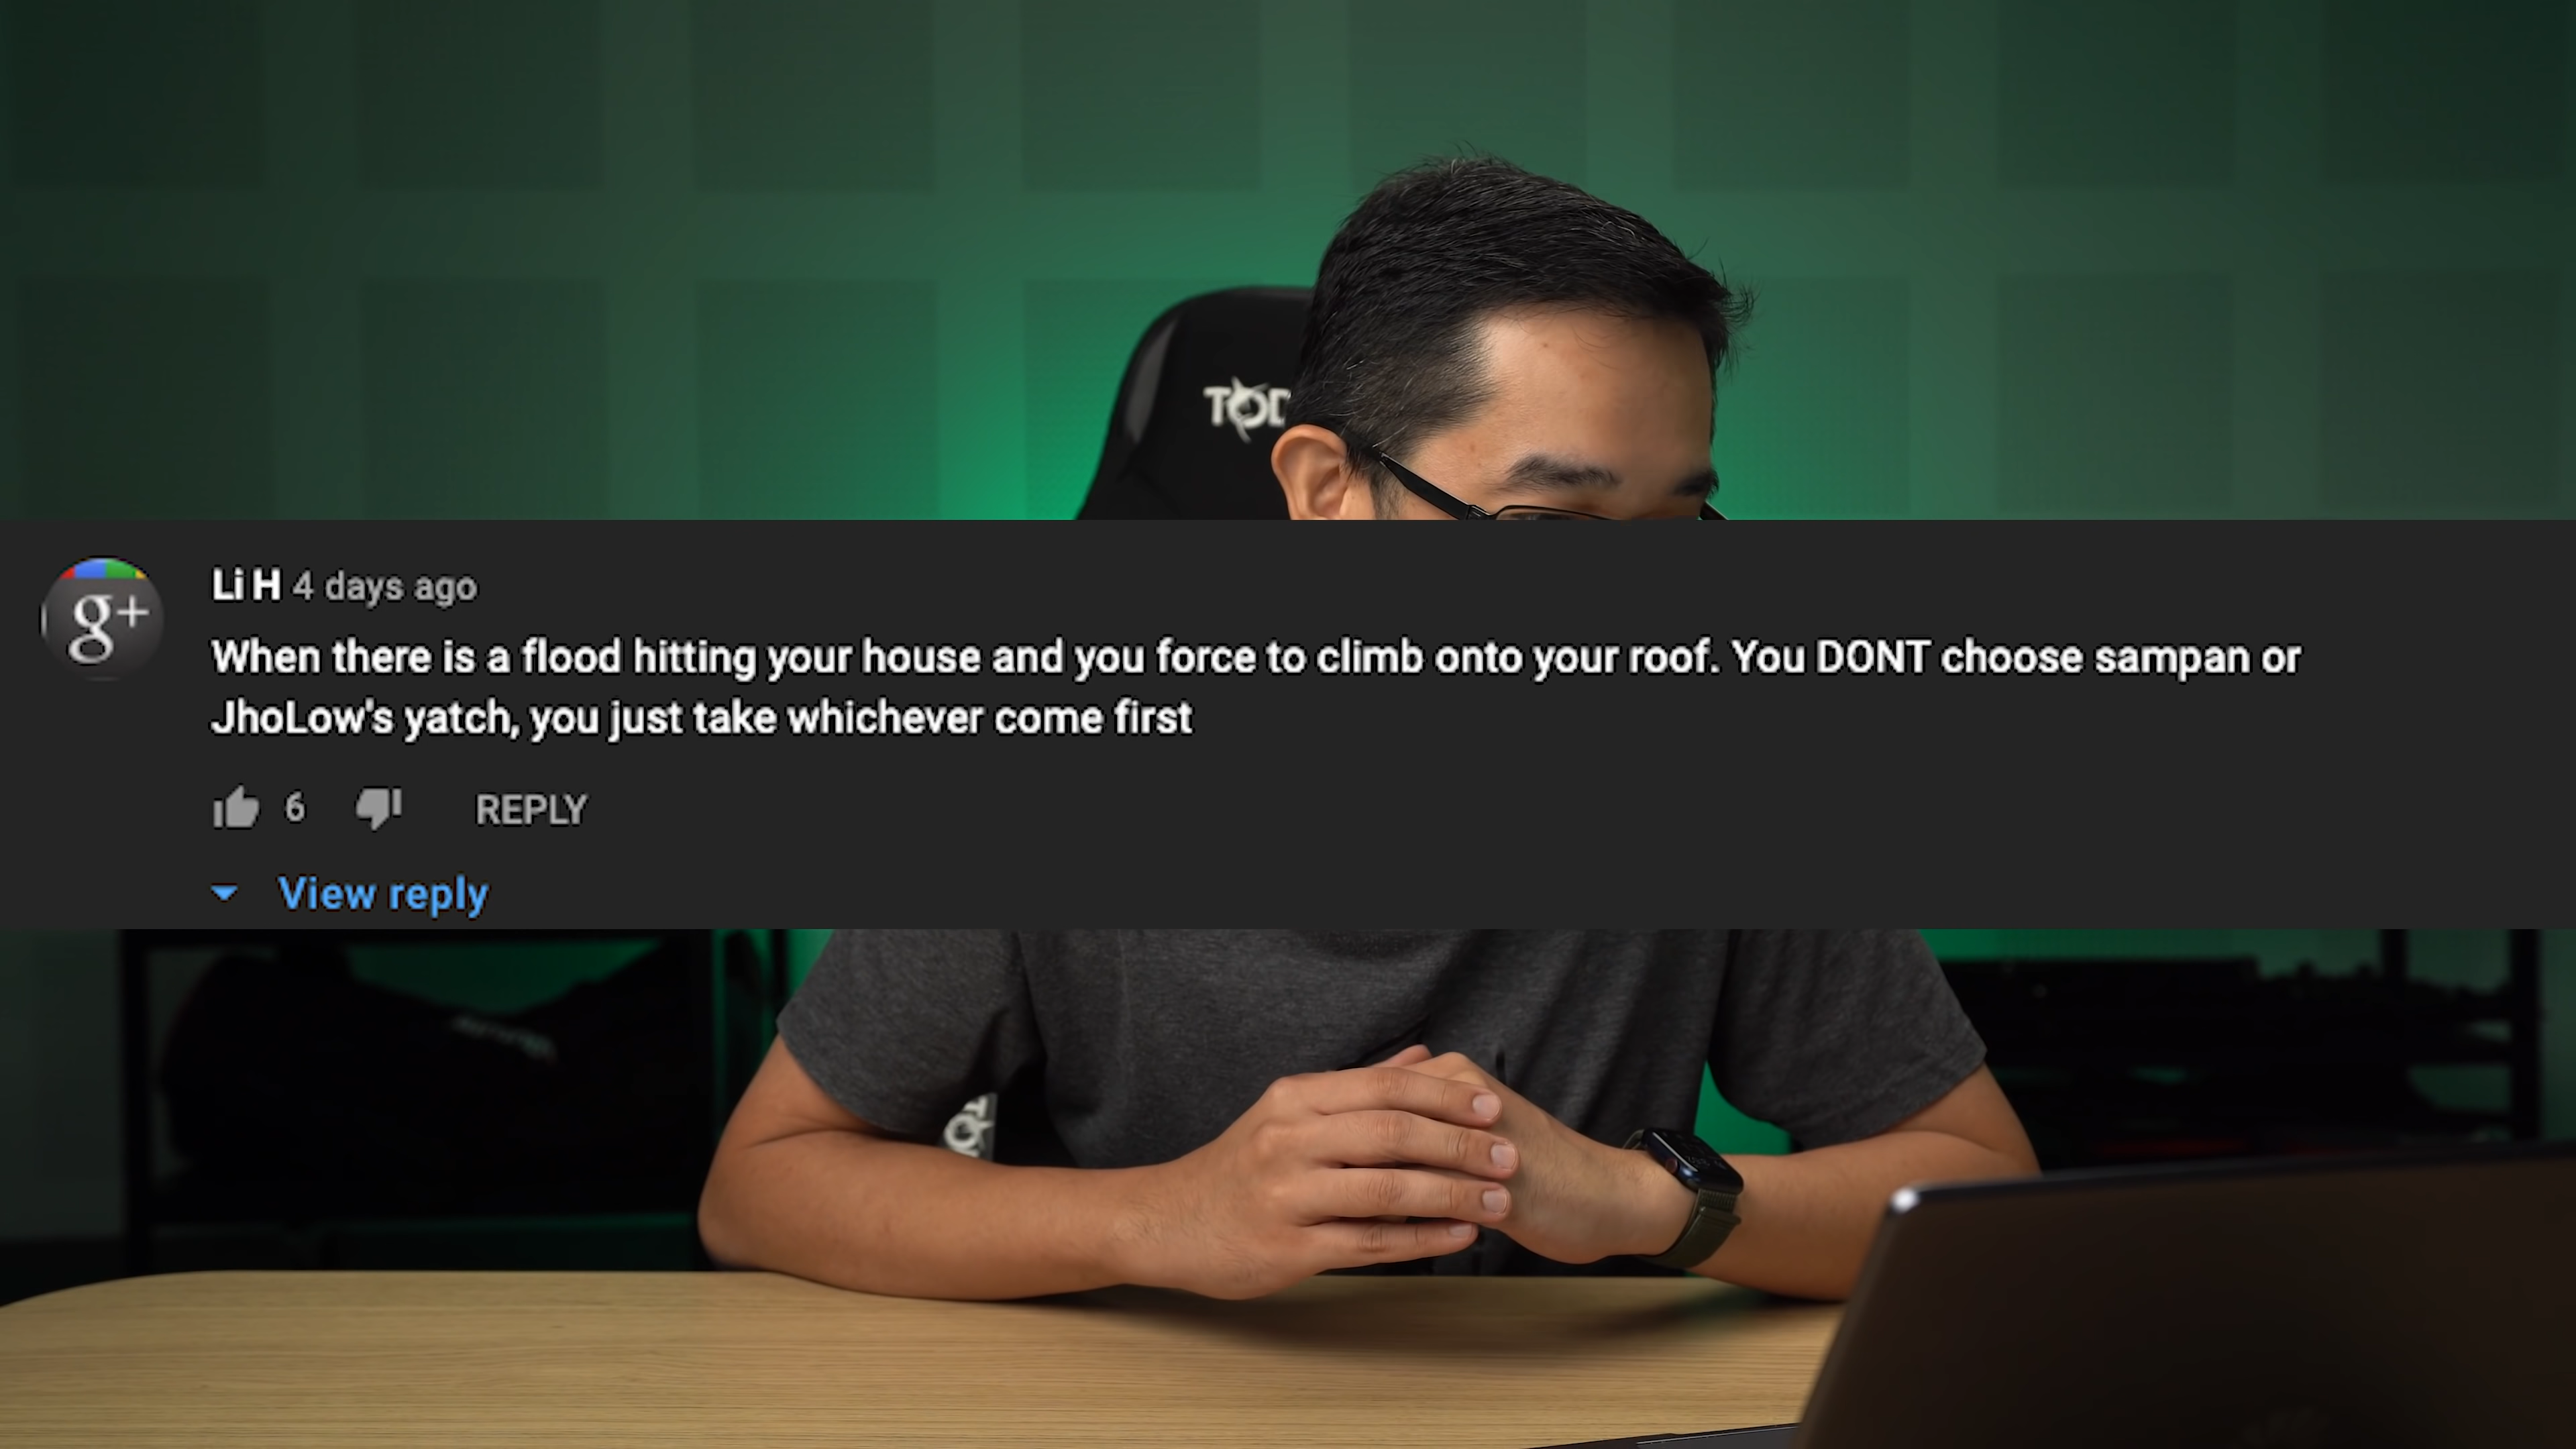 TOD
g+
Li H 4 days ago
When there is a flood hitting your house and you force to climb onto your roof. You DONT choose sampan or
JhoLow's yatch, you just take whichever come first
6 REPLY
View reply